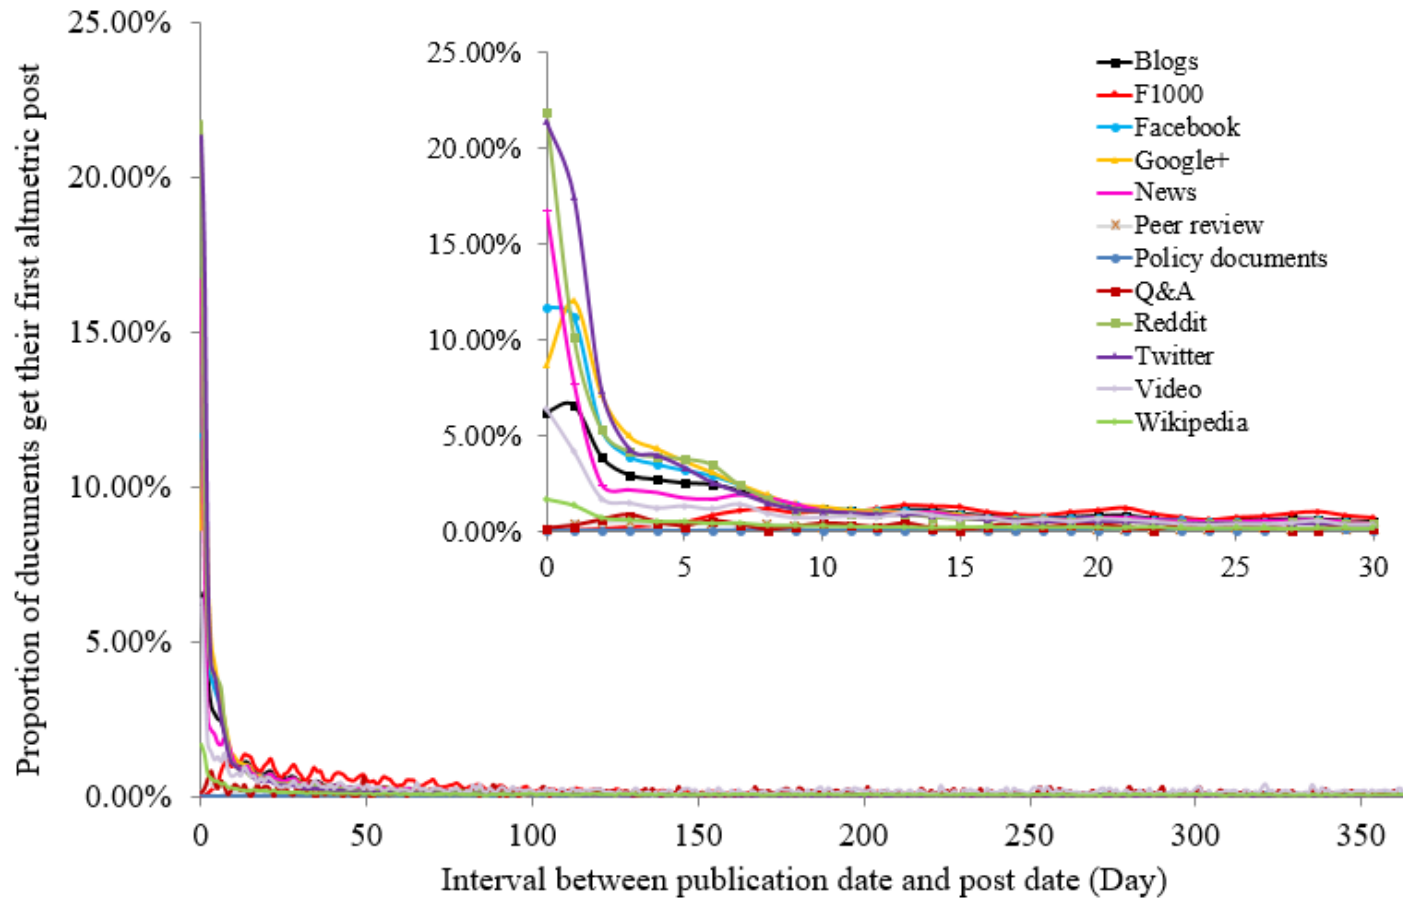 Proportion of ducuments get their first altmetric post
25.00%
20.00%
15.00%
10.00%
5.00%
0.00%
0 50 100 150 200 250 300 350
Interval between publication date and post date (Day)
25.00%
20.00%
15.00%
10.00%
5.00%
0.00%
0 5 10 15 20 25 30
Blogs
F1000
Facebook
Google+
News
Peer review
Policy documents
Q&A
Reddit
Twitter
Video
Wikipedia